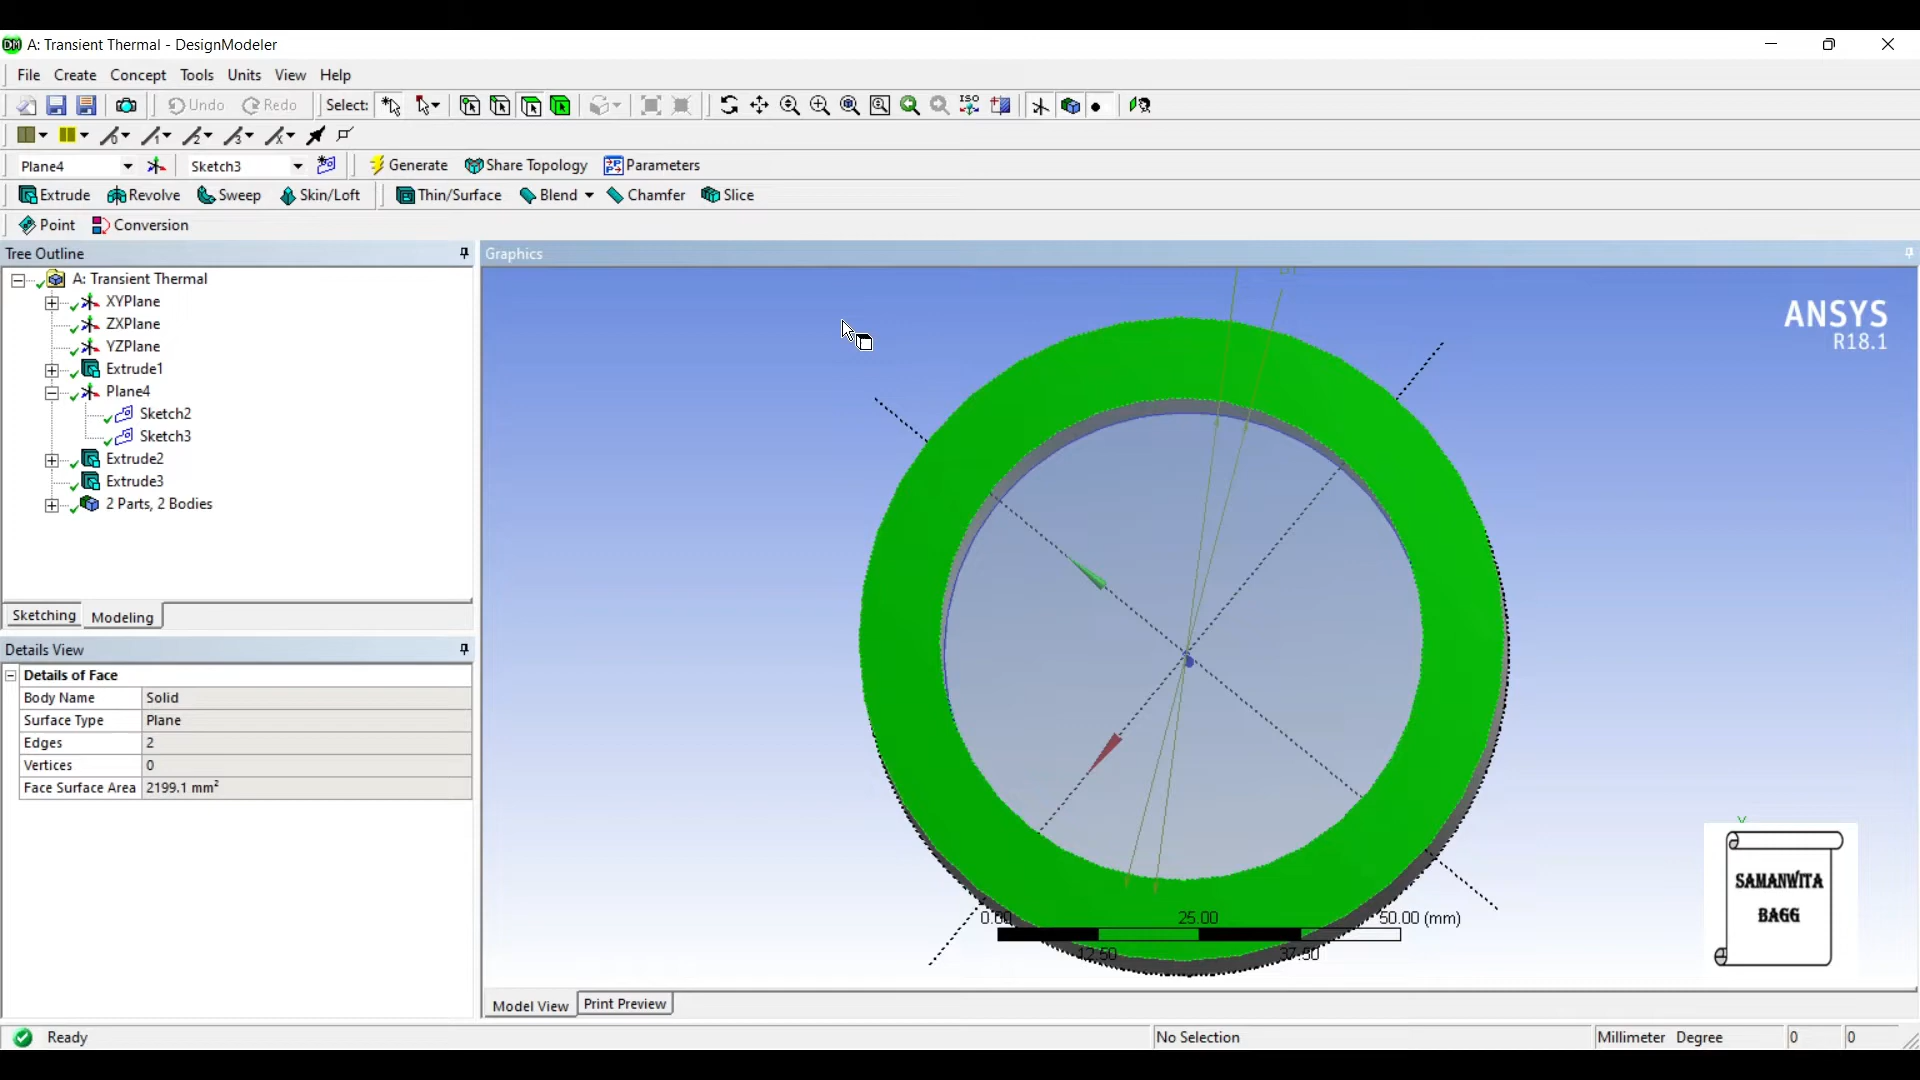 A: Transient Thermal - DesignModeler
File Create Concept Tools Units View Help
Undo Redo Select: ISO
Plane4 Sketch3 Generate Share Topology Parameters
Extrude Revolve Sweep Skin/Loft Thin/Surface Blend Chamfer Slice
Point Conversion
Tree Outline
A: Transient Thermal
XYPlane
ZXPlane
YZPlane
Extrude1
Plane4
Sketch2
Sketch3
Extrude2
Extrude3
2 Parts, 2 Bodies
Sketching Modeling
Details View
Details of Face
Body Name Solid
Surface Type Plane
Edges 2
Vertices 0
Face Surface Area 2199.1 mm²
Graphics
ANSYS
R18.1
0.00 25.00 50.00 (mm)
12.50 37.50
Y
SAMANWITA
BAGG
Model View Print Preview
Ready No Selection Millimeter Degree 0 0